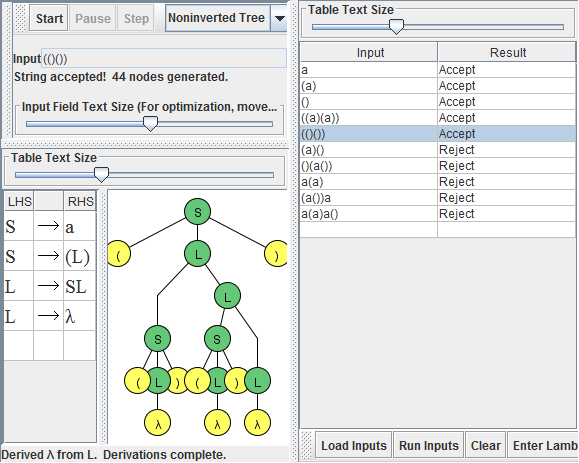 Start Pause Step Noninverted Tree
Input (()())
String accepted! 44 nodes generated.
Input Field Text Size (For optimization, move...
Table Text Size
LHS RHS
S → a
S → (L)
L → SL
L → λ
S
( L )
L
S S
( L ) ( L ) L
λ λ λ
Derived λ from L. Derivations complete.
Table Text Size
Input Result
a Accept
(a) Accept
() Accept
((a)(a)) Accept
(()()) Accept
(a)() Reject
()(a()) Reject
a(a) Reject
(a())a Reject
a(a)a() Reject
Load Inputs Run Inputs Clear Enter Lamb